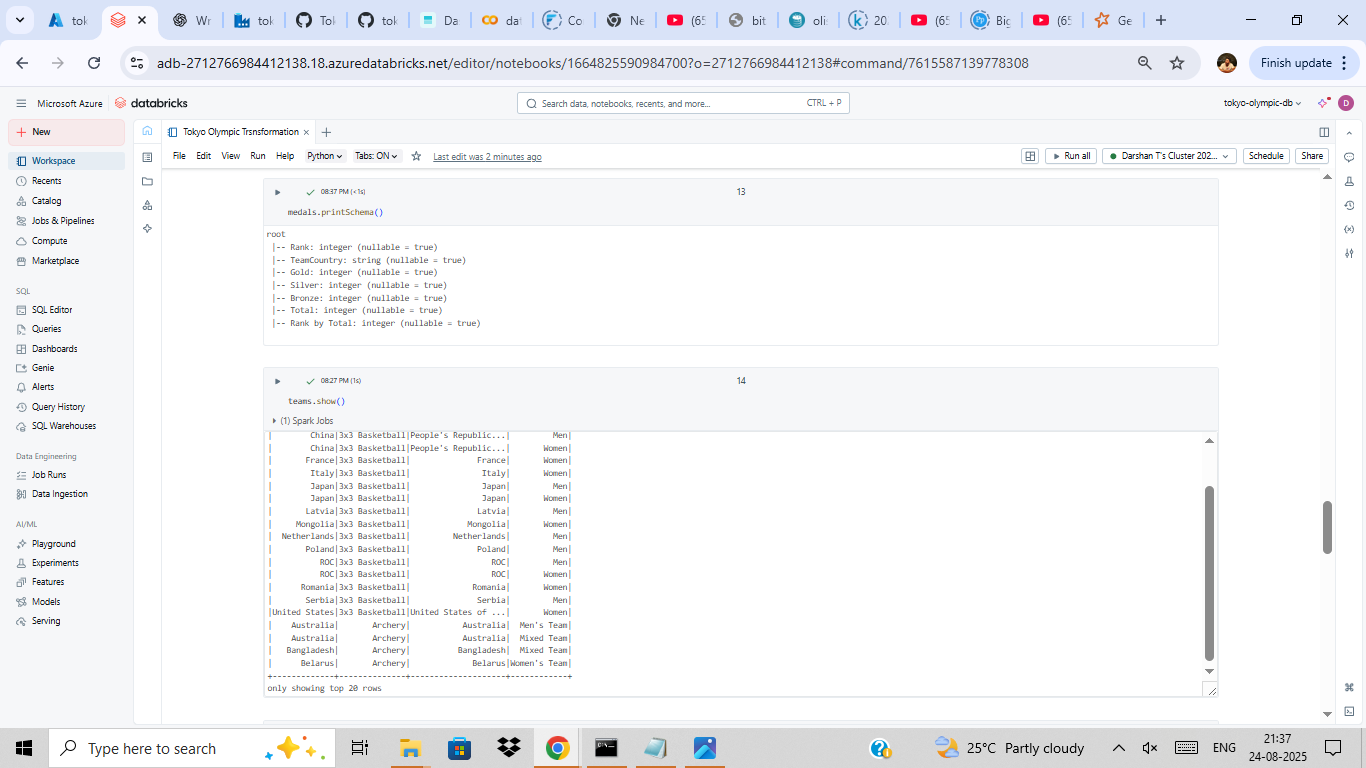 tok
Wr
tok
Tok
tok
Da
dat
Co
Ne
(65
bit
oli
20
(65
Big
(65
Ge
adb-2712766984412138.18.azuredatabricks.net/editor/notebooks/1664825590984700?o=2712766984412138#command/7615587139778308
Finish update
Microsoft Azure databricks
Search data, notebooks, recents, and more... CTRL + P
tokyo-olympic-db
D
New
Workspace
Recents
Catalog
Jobs & Pipelines
Compute
Marketplace
SQL
SQL Editor
Queries
Dashboards
Genie
Alerts
Query History
SQL Warehouses
Data Engineering
Job Runs
Data Ingestion
AI/ML
Playground
Experiments
Features
Models
Serving
Tokyo Olympic Trsnsformation
File Edit View Run Help Python Tabs: ON Last edit was 2 minutes ago
Run all Darshan T's Cluster 202... Schedule Share
08:37 PM (<1s) 13
medals.printSchema()
root
|-- Rank: integer (nullable = true)
|-- TeamCountry: string (nullable = true)
|-- Gold: integer (nullable = true)
|-- Silver: integer (nullable = true)
|-- Bronze: integer (nullable = true)
|-- Total: integer (nullable = true)
|-- Rank by Total: integer (nullable = true)
08:27 PM (1s) 14
teams.show()
(1) Spark Jobs
| China|3x3 Basketball|People's Republic...| Men|
| China|3x3 Basketball|People's Republic...| Women|
| France|3x3 Basketball| France| Women|
| Italy|3x3 Basketball| Italy| Women|
| Japan|3x3 Basketball| Japan| Men|
| Japan|3x3 Basketball| Japan| Women|
| Latvia|3x3 Basketball| Latvia| Men|
| Mongolia|3x3 Basketball| Mongolia| Women|
| Netherlands|3x3 Basketball| Netherlands| Men|
| Poland|3x3 Basketball| Poland| Men|
| ROC|3x3 Basketball| ROC| Men|
| ROC|3x3 Basketball| ROC| Women|
| Romania|3x3 Basketball| Romania| Women|
| Serbia|3x3 Basketball| Serbia| Men|
|United States|3x3 Basketball|United States of ...| Women|
| Australia| Archery| Australia| Men's Team|
| Australia| Archery| Australia| Mixed Team|
| Bangladesh| Archery| Bangladesh| Mixed Team|
| Belarus| Archery| Belarus|Women's Team|
+-------------+--------------+--------------------+------------+
only showing top 20 rows
Type here to search
25°C Partly cloudy
ENG
21:37
24-08-2025